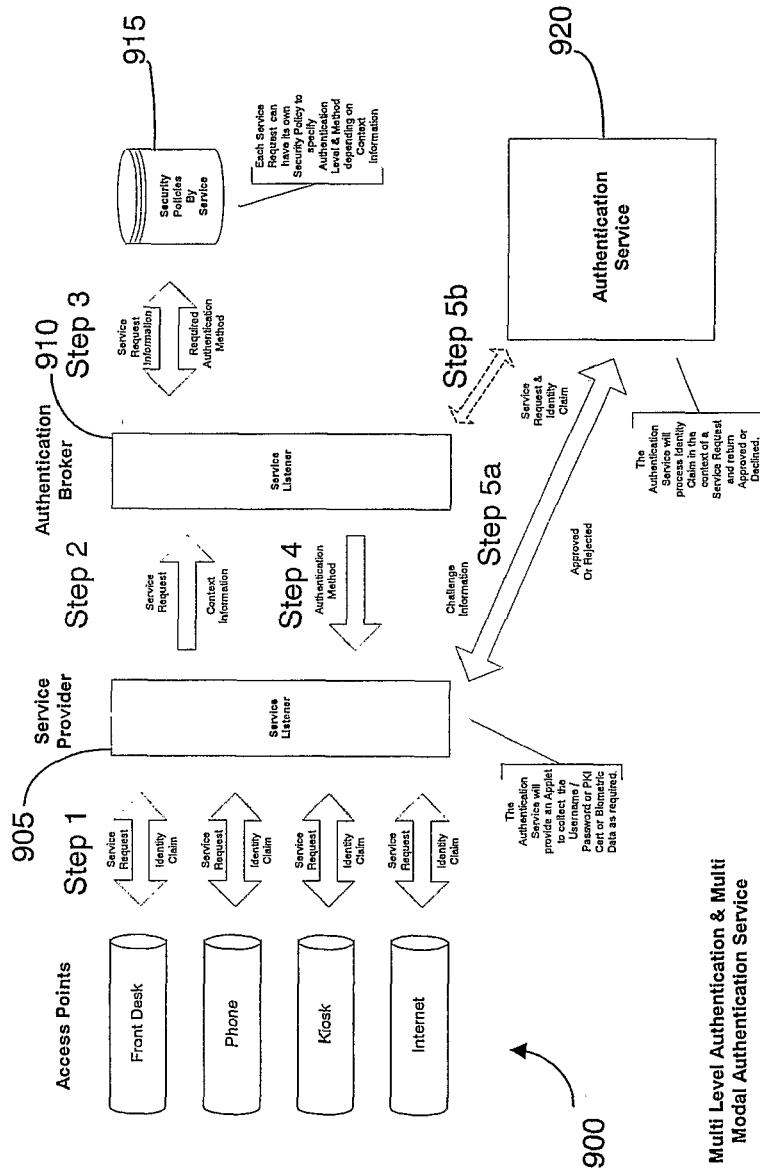 Access Points
Front Desk
Phone
Kiosk
Internet
900
Step 1
Service
Request
Identity
Claim
Service
Request
Identity
Claim
Service
Request
Identity
Claim
Service
Request
Identity
Claim
905
Service
Provider
Service
Listener
The
Authentication
Service will
provide an Applet
to collect the
Username /
Password or PKI
Cert or Biometric
Data as required.
Step 2
Service
Request
Context
Information
Step 4
Authentication
Method
Authentication
Broker
910
Service
Listener
Step 3
Service
Request
Information
Required
Authentication
Method
915
Security
Policies
By
Service
Each Service
Request can
have its own
Security Policy to
specify
Authentication
Level & Method
depending on
Context
Information
Step 5a
Challenge
Information
Approved
Or Rejected
Step 5b
Service
Request &
Identity
Claim
920
Authentication
Service
The
Authentication
Service will
process Identity
Claim in the
context of a
Service Request
and return
Approved or
Declined.
Multi Level Authentication & Multi
Modal Authentication Service